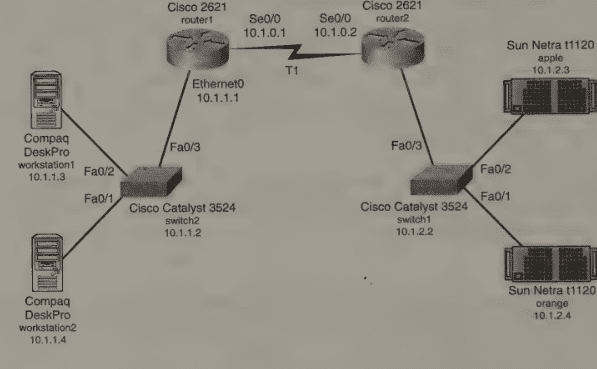 Cisco 2621
router1
Se0/0
10.1.0.1
Se0/0
10.1.0.2
Cisco 2621
router2
T1
Ethernet0
10.1.1.1
Sun Netra t1120
apple
10.1.2.3
Compaq
DeskPro
workstation1
10.1.1.3
Fa0/3
Fa0/2
Fa0/1
Cisco Catalyst 3524
switch2
10.1.1.2
Fa0/3
Fa0/2
Fa0/1
Cisco Catalyst 3524
switch1
10.1.2.2
Compaq
DeskPro
workstation2
10.1.1.4
Sun Netra t1120
orange
10.1.2.4